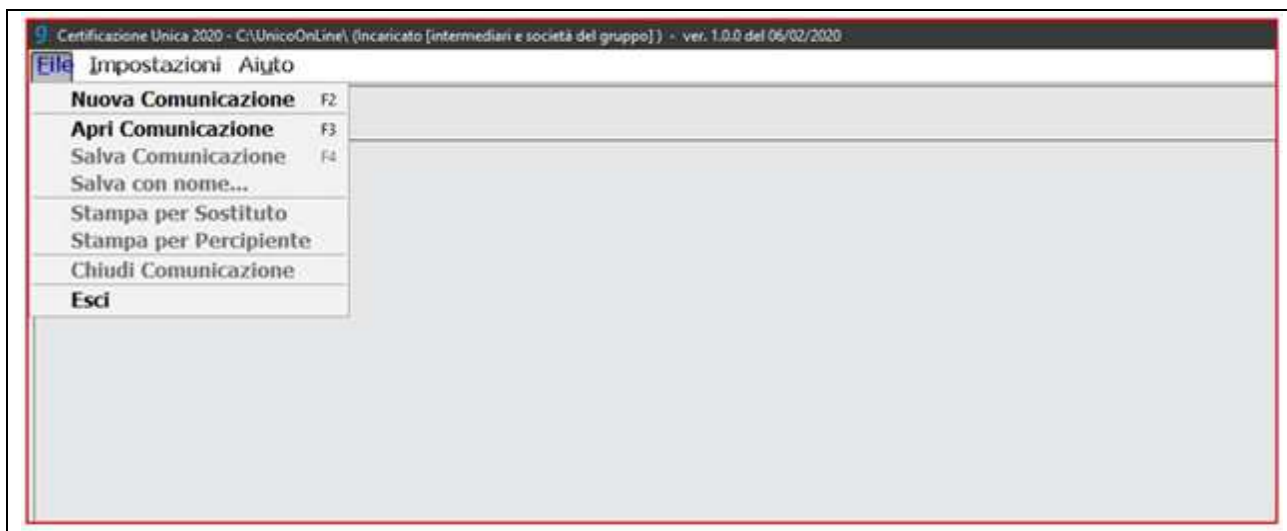 Certificazione Unica 2020 - C:\UnicoOnLine\ (Incaricato [intermediari e società del gruppo] ) - ver. 1.0.0 del 06/02/2020
File Impostazioni Aiuto
Nuova Comunicazione F2
Apri Comunicazione F3
Salva Comunicazione F4
Salva con nome...
Stampa per Sostituto
Stampa per Percipiente
Chiudi Comunicazione
Esci